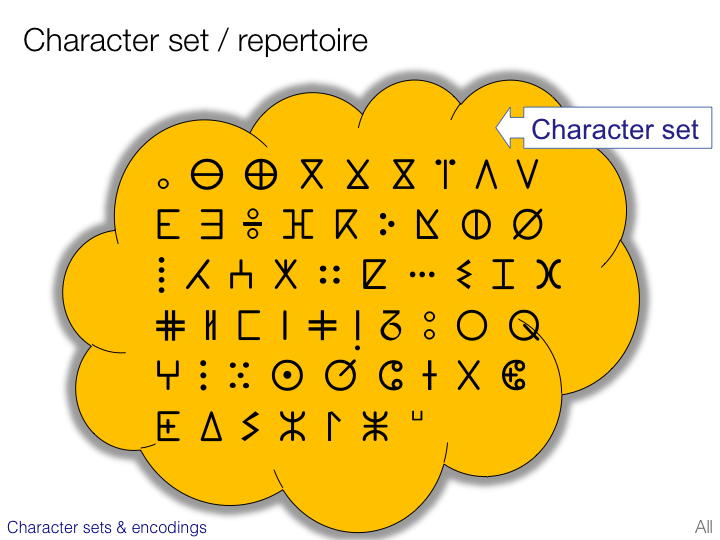 Character set / repertoire
Character set
ⴰ ⴱ ⴲ ⴳ ⴴ ⴵ ⴶ ⴷ ⴸ
ⴹ ⴺ ⴻ ⴼ ⴽ ⴾ ⴿ ⵀ ⵁ
ⵂ ⵃ ⵄ ⵅ ⵆ ⵇ ⵈ ⵉ ⵊ ⵋ
ⵌ ⵍ ⵎ ⵏ ⵐ ⵑ ⵒ ⵓ ⵔ ⵕ
ⵖ ⵗ ⵘ ⵙ ⵚ ⵛ ⵜ ⵝ ⵞ
ⵟ ⵠ ⵢ ⵣ ⵤ ⵥ ⵯ
Character sets & encodings
All